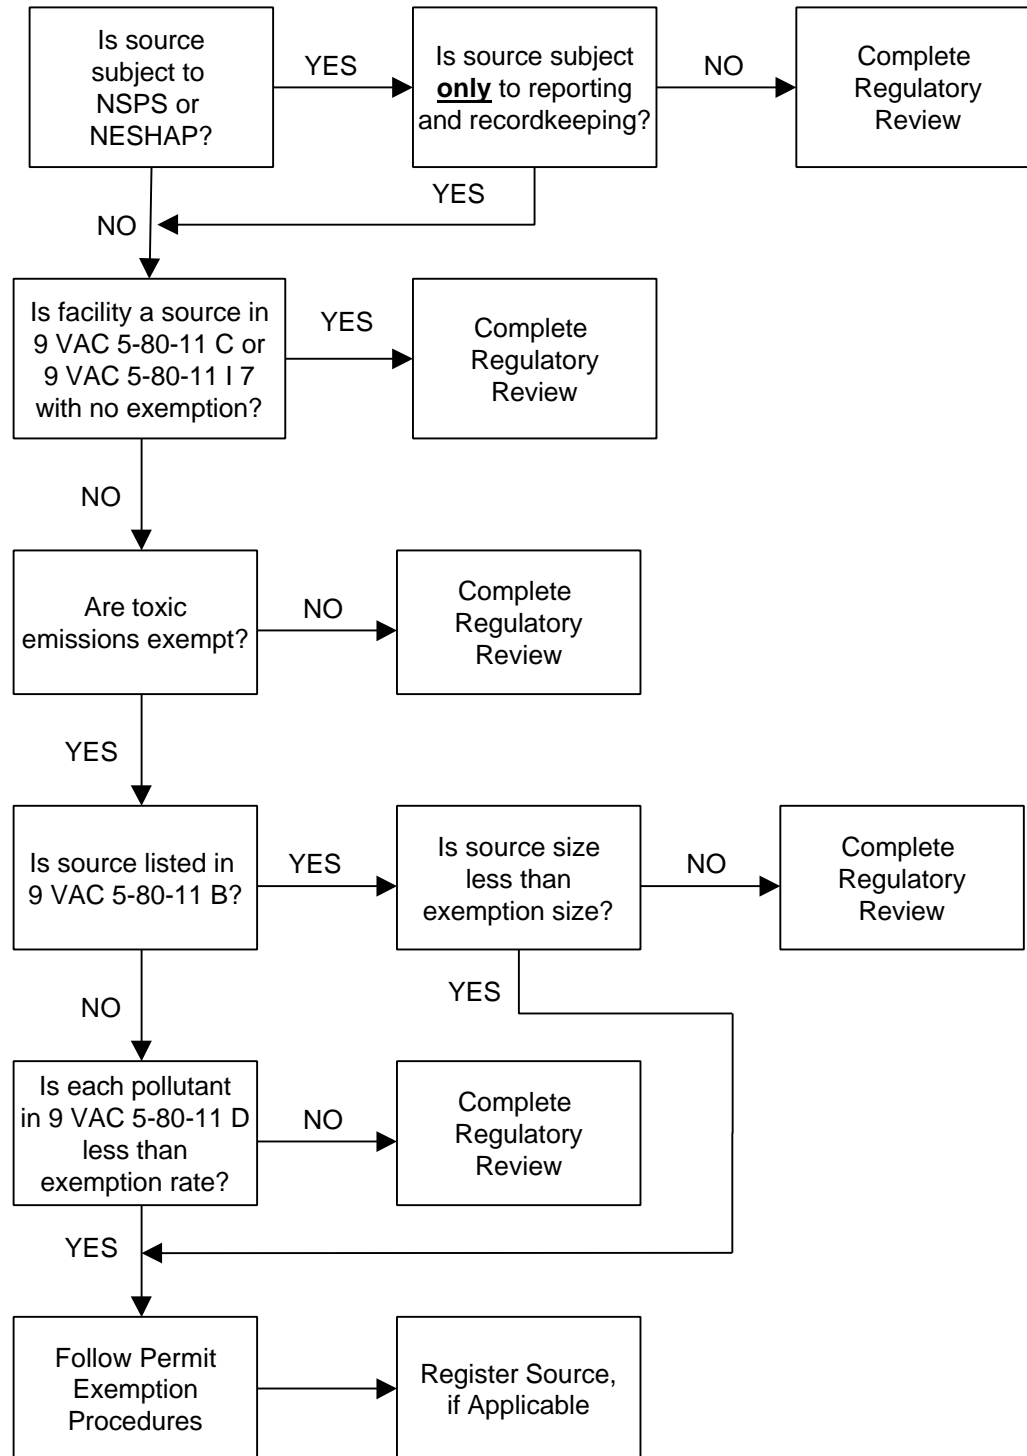 Is source
subject to
NSPS or
NESHAP?
YES
Is source subject
only to reporting
and recordkeeping?
NO
Complete
Regulatory
Review
YES
NO
Is facility a source in
9 VAC 5-80-11 C or
9 VAC 5-80-11 I 7
with no exemption?
YES
Complete
Regulatory
Review
NO
Are toxic
emissions exempt?
NO
Complete
Regulatory
Review
YES
Is source listed in
9 VAC 5-80-11 B?
YES
Is source size
less than
exemption size?
NO
Complete
Regulatory
Review
YES
NO
Is each pollutant
in 9 VAC 5-80-11 D
less than
exemption rate?
NO
Complete
Regulatory
Review
YES
Follow Permit
Exemption
Procedures
Register Source,
if Applicable